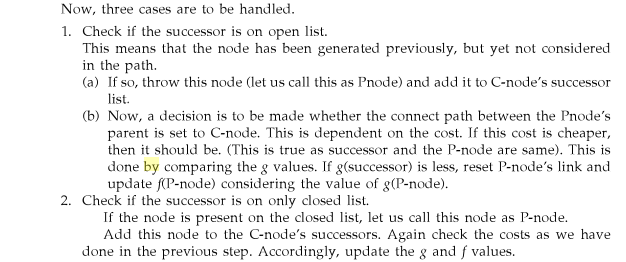 Now, three cases are to be handled.
1. Check if the successor is on open list.
This means that the node has been generated previously, but yet not considered
in the path.
(a) If so, throw this node (let us call this as Pnode) and add it to C-node's successor
list.
(b) Now, a decision is to be made whether the connect path between the Pnode's
parent is set to C-node. This is dependent on the cost. If this cost is cheaper,
then it should be. (This is true as successor and the P-node are same). This is
done by comparing the g values. If g(successor) is less, reset P-node's link and
update f(P-node) considering the value of g(P-node).
2. Check if the successor is on only closed list.
If the node is present on the closed list, let us call this node as P-node.
Add this node to the C-node's successors. Again check the costs as we have
done in the previous step. Accordingly, update the g and f values.